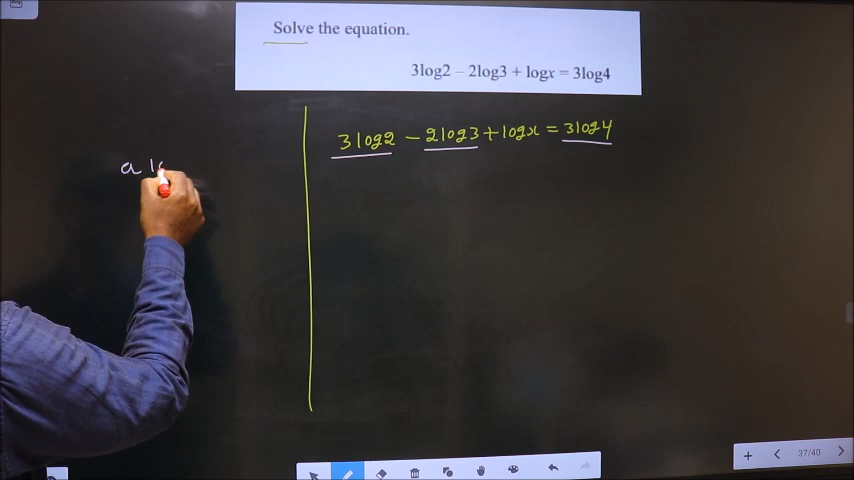 Solve the equation.
3log2 – 2log3 + logx = 3log4
3log2 – 2log3 + logx = 3log4
a l
37/40